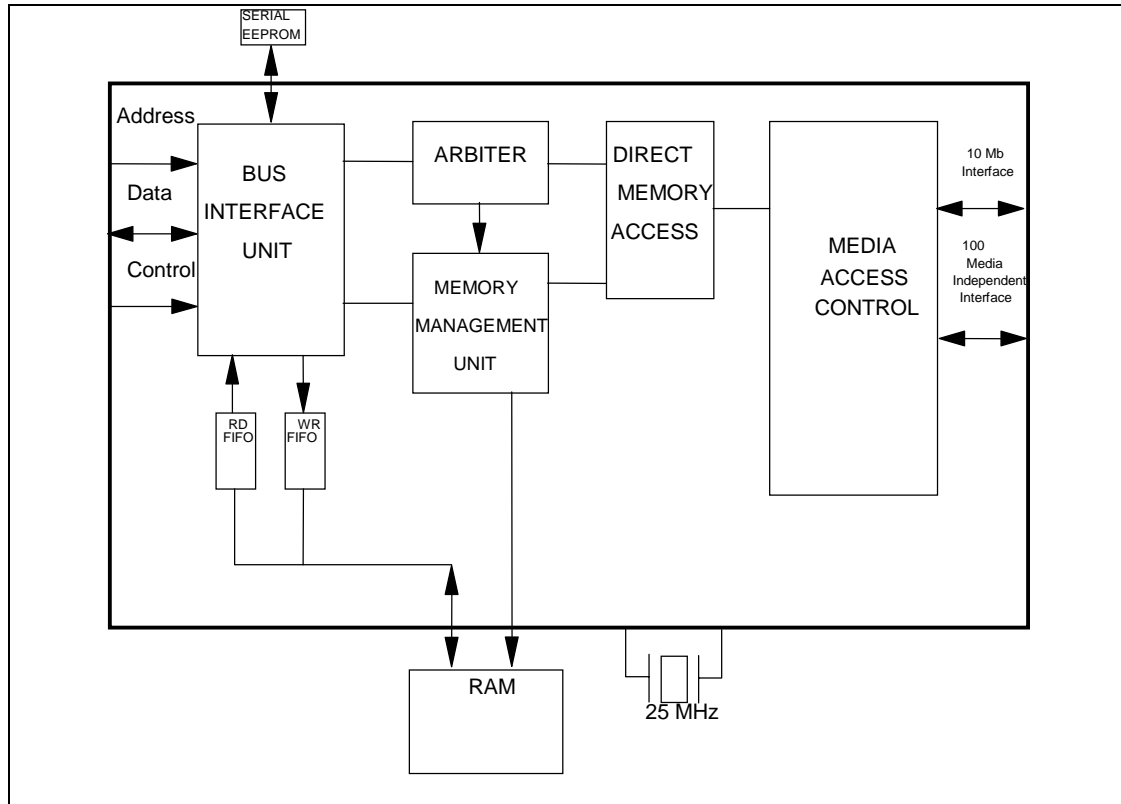 SERIAL
EEPROM
Address
Data
Control
BUS
INTERFACE
UNIT
ARBITER
MEMORY
MANAGEMENT
UNIT
DIRECT
MEMORY
ACCESS
MEDIA
ACCESS
CONTROL
10 Mb
Interface
100
Media
Independent
Interface
RD
FIFO
WR
FIFO
RAM
25 MHz